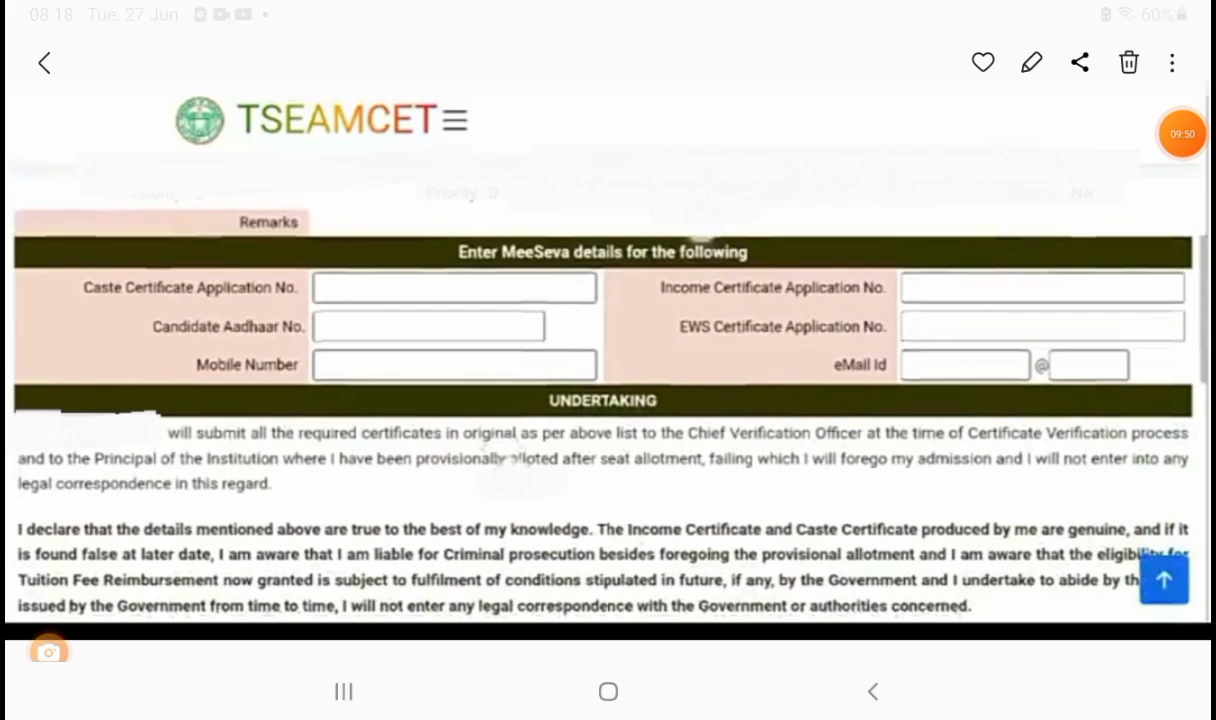 08:18 Tue, 27 Jun
60%
TSEAMCET
09:50
Priority : 0 NA
Remarks
Enter MeeSeva details for the following
Caste Certificate Application No. Income Certificate Application No.
Candidate Aadhaar No. EWS Certificate Application No.
Mobile Number eMail Id @
UNDERTAKING
will submit all the required certificates in original as per above list to the Chief Verification Officer at the time of Certificate Verification process
and to the Principal of the Institution where I have been provisionally alloted after seat allotment, failing which I will forego my admission and I will not enter into any
legal correspondence in this regard.
I declare that the details mentioned above are true to the best of my knowledge. The Income Certificate and Caste Certificate produced by me are genuine, and if it
is found false at later date, I am aware that I am liable for Criminal prosecution besides foregoing the provisional allotment and I am aware that the eligibility for
Tuition Fee Reimbursement now granted is subject to fulfilment of conditions stipulated in future, if any, by the Government and I undertake to abide by th
issued by the Government from time to time, I will not enter any legal correspondence with the Government or authorities concerned.